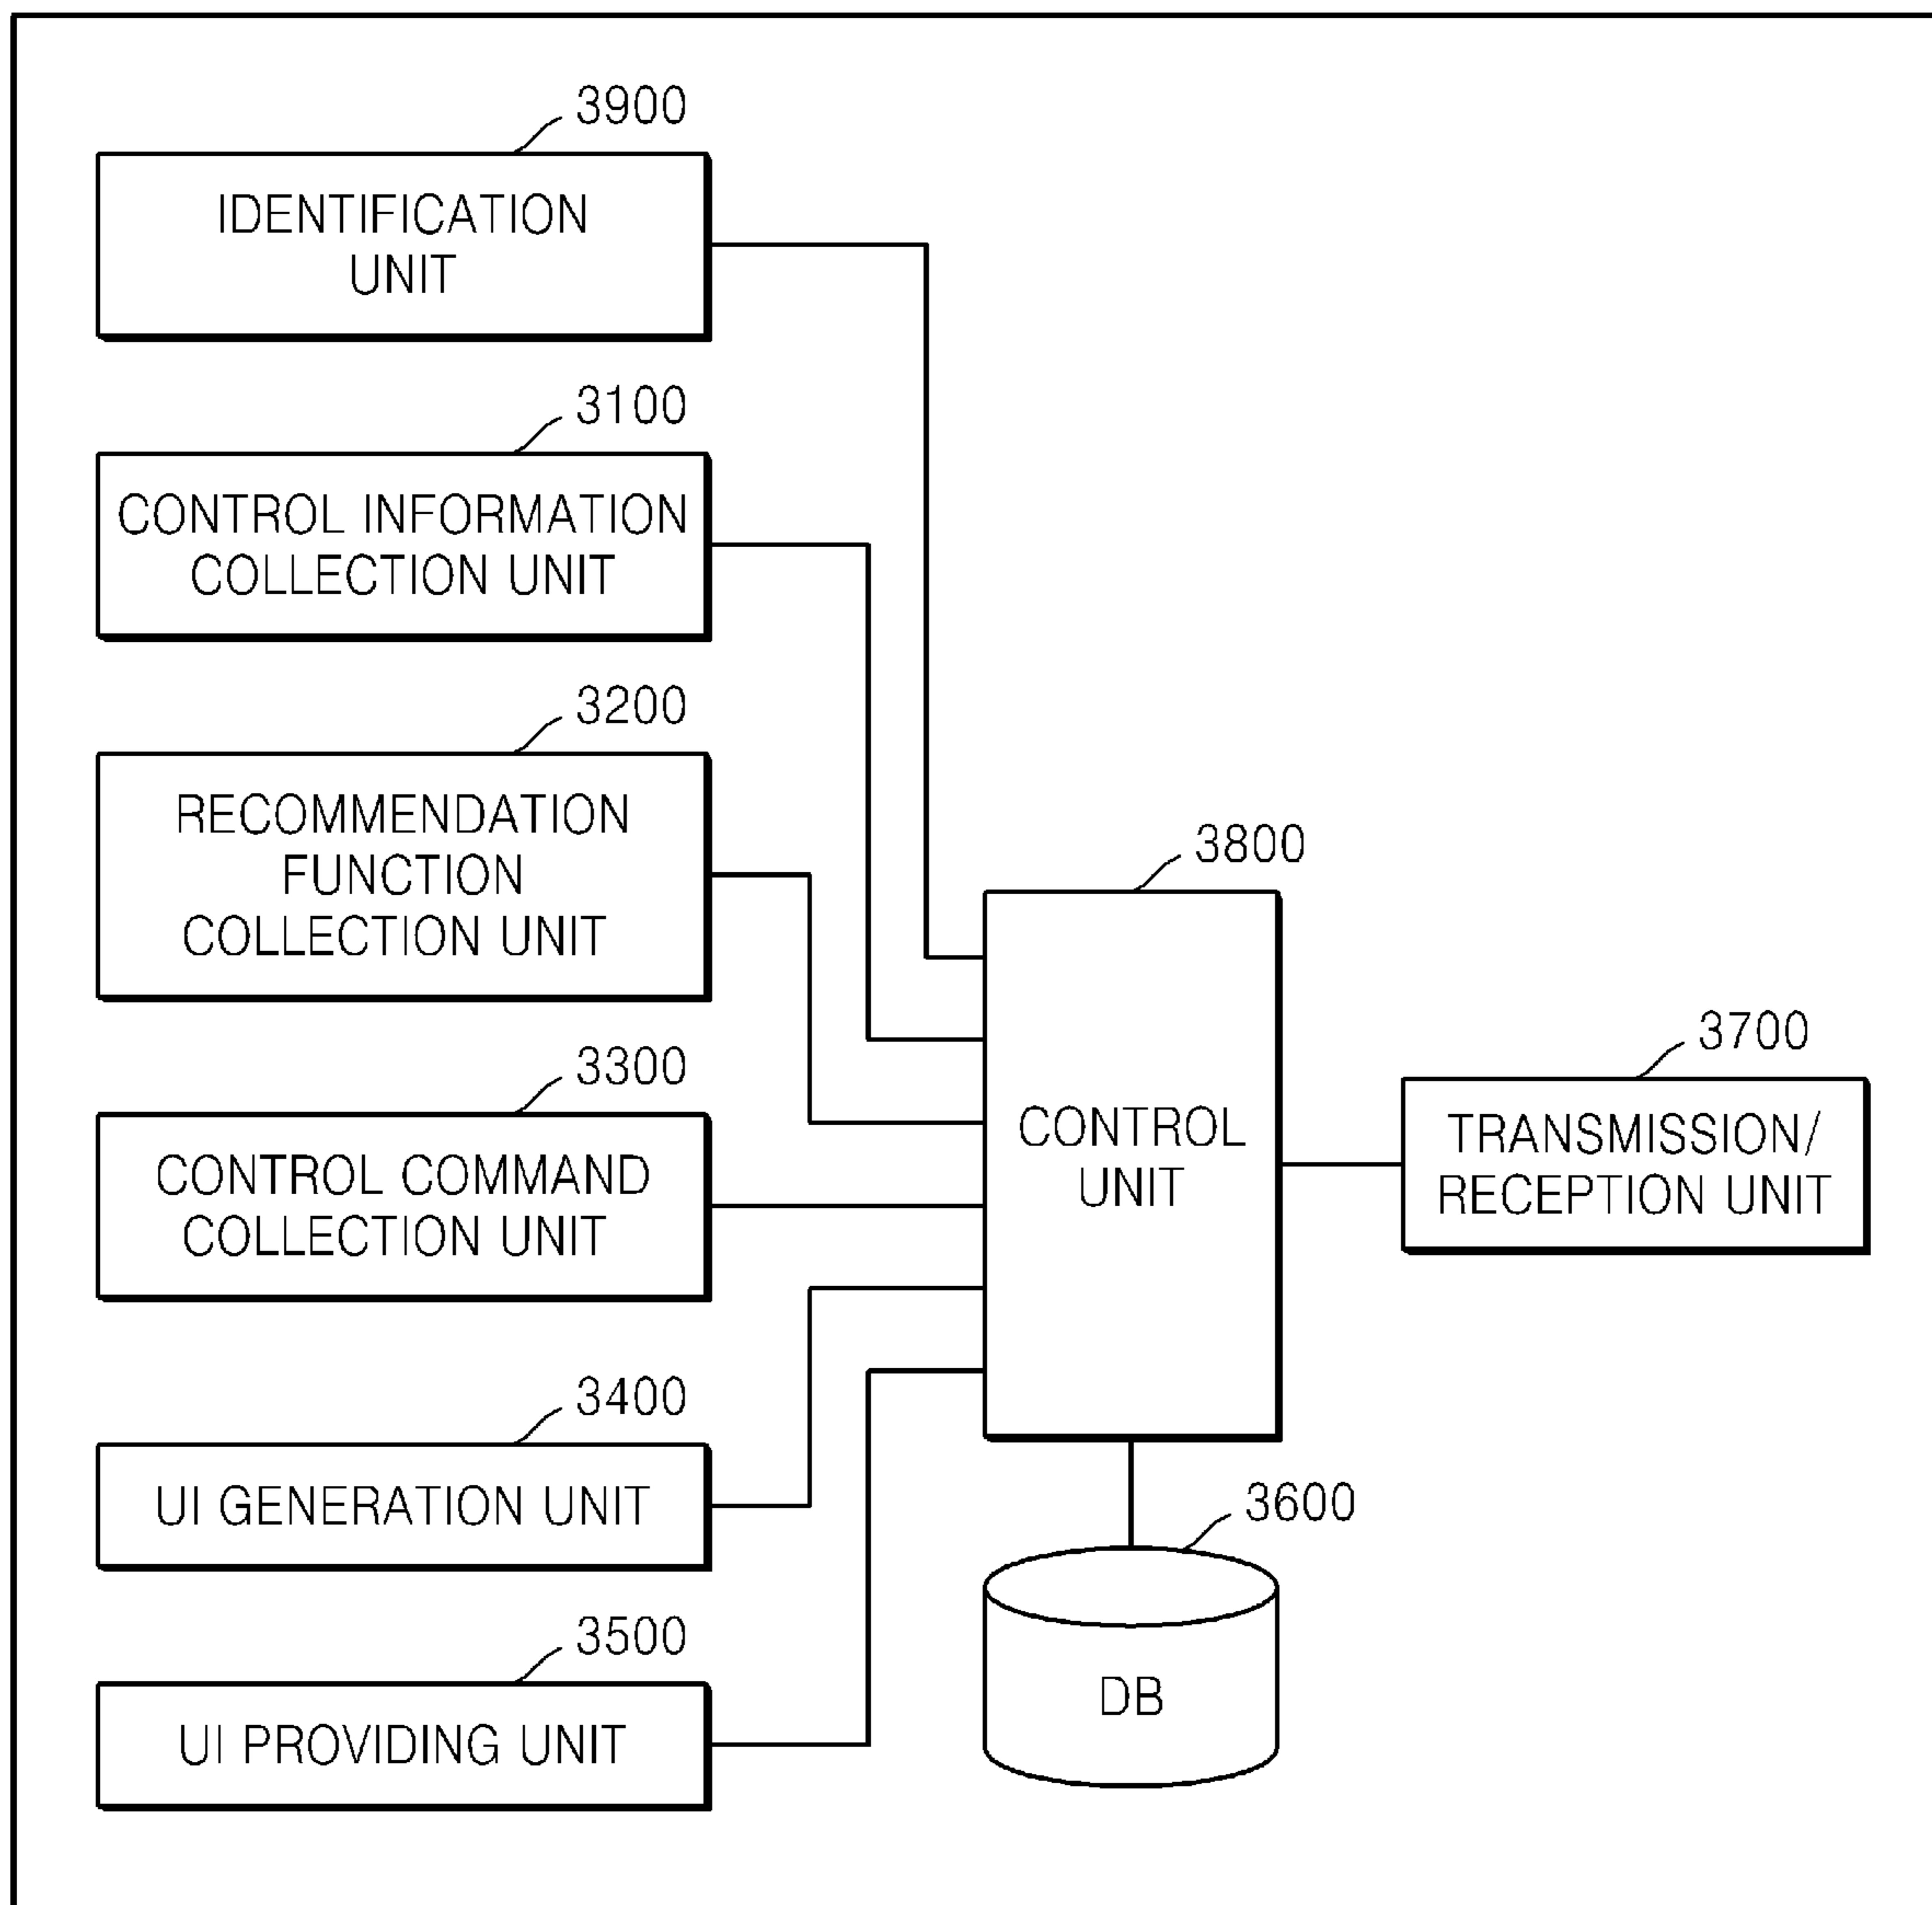 3900
IDENTIFICATION
UNIT
3100
CONTROL INFORMATION
COLLECTION UNIT
3200
RECOMMENDATION
FUNCTION
COLLECTION UNIT
3300
CONTROL COMMAND
COLLECTION UNIT
3400
UI GENERATION UNIT
3500
UI PROVIDING UNIT
3800
CONTROL
UNIT
3700
TRANSMISSION/
RECEPTION UNIT
3600
DB